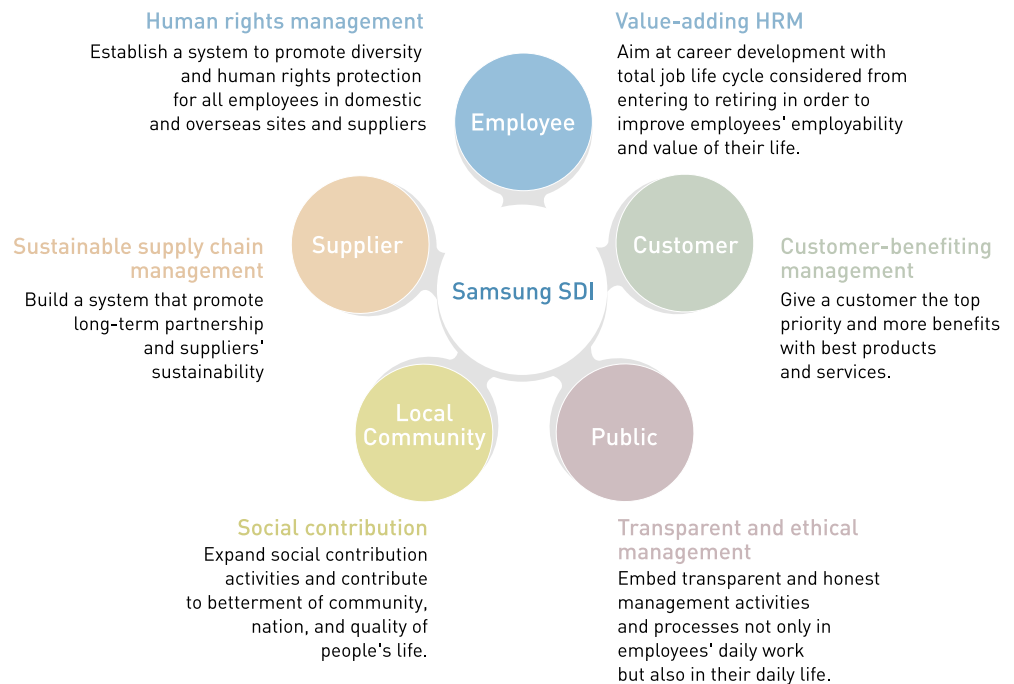 Human rights management
Establish a system to promote diversity
and human rights protection
for all employees in domestic
and overseas sites and suppliers
Value-adding HRM
Aim at career development with
total job life cycle considered from
entering to retiring in order to
improve employees' employability
and value of their life.
Employee
Supplier
Customer
Samsung SDI
Sustainable supply chain
management
Build a system that promote
long-term partnership
and suppliers'
sustainability
Customer-benefiting
management
Give a customer the top
priority and more benefits
with best products
and services.
Local
Community
Public
Social contribution
Expand social contribution
activities and contribute
to betterment of community,
nation, and quality of
people's life.
Transparent and ethical
management
Embed transparent and honest
management activities
and processes not only in
employees' daily work
but also in their daily life.